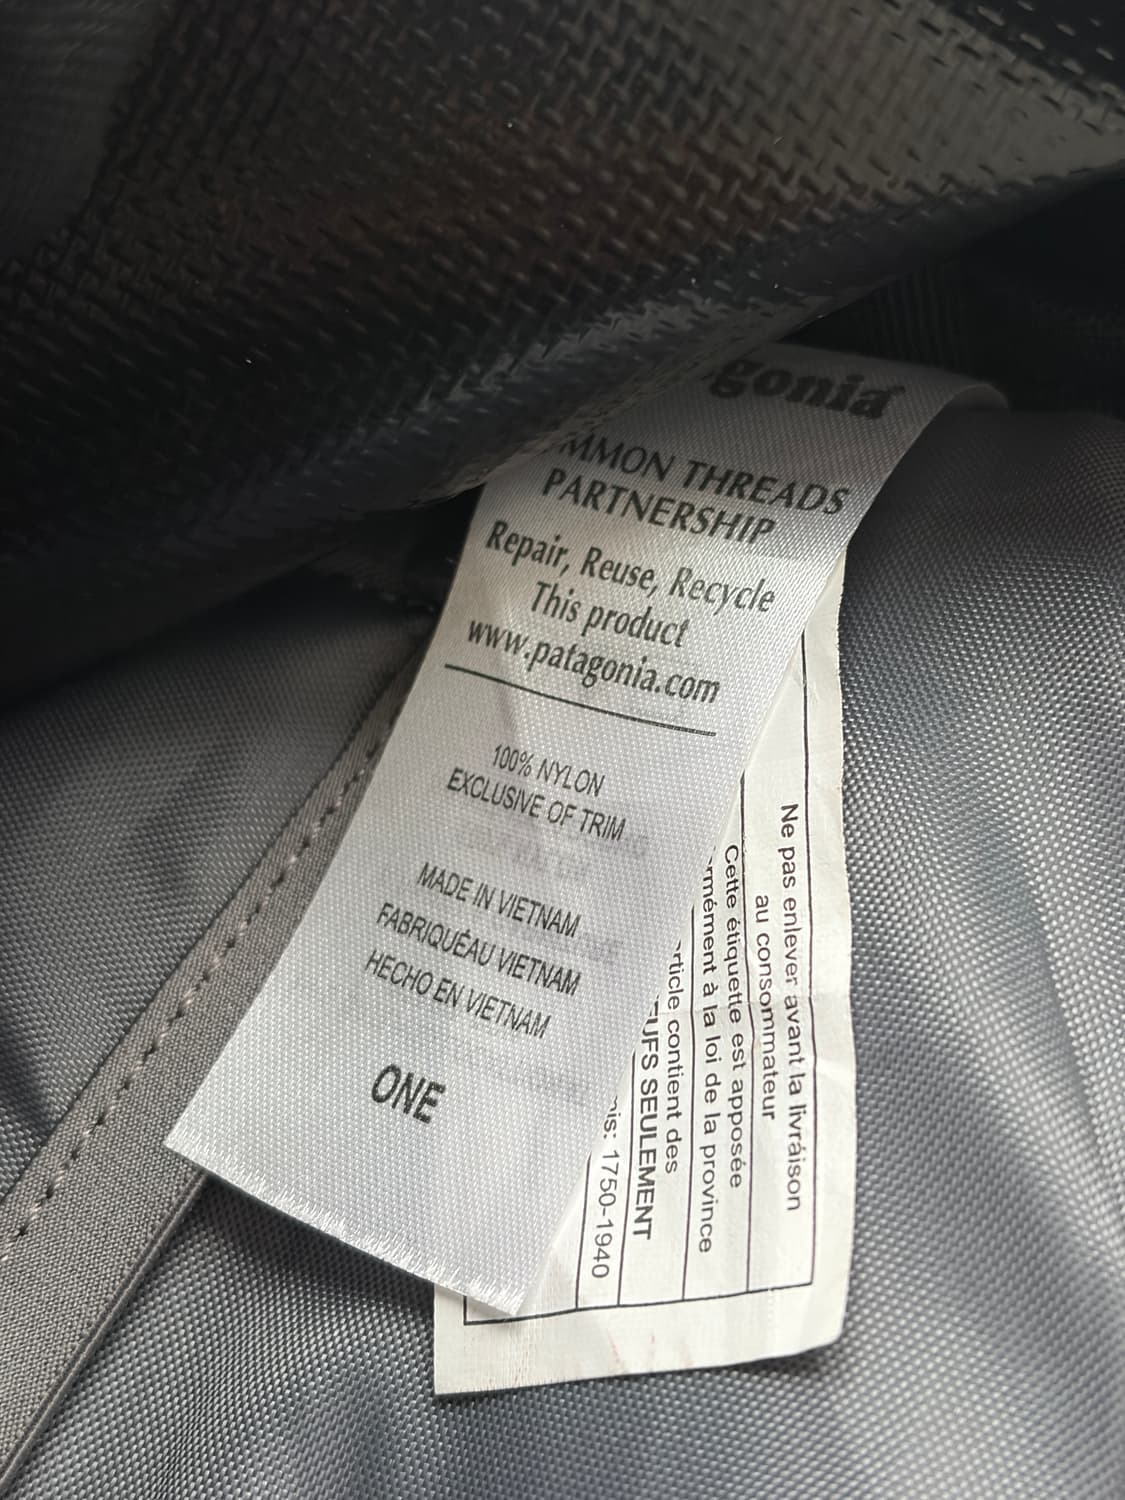 gonia
MMON THREADS
PARTNERSHIP
Repair, Reuse, Recycle
This product
www.patagonia.com
100% NYLON
EXCLUSIVE OF TRIM
MADE IN VIETNAM
FABRIQUÉAU VIETNAM
HECHO EN VIETNAM
ONE
Ne pas enlever avant la livráison
au consommateur
Cette étiquette est apposée
rmément à la loi de la province
rticle contient des
UFS SEULEMENT
is: 1750-1940